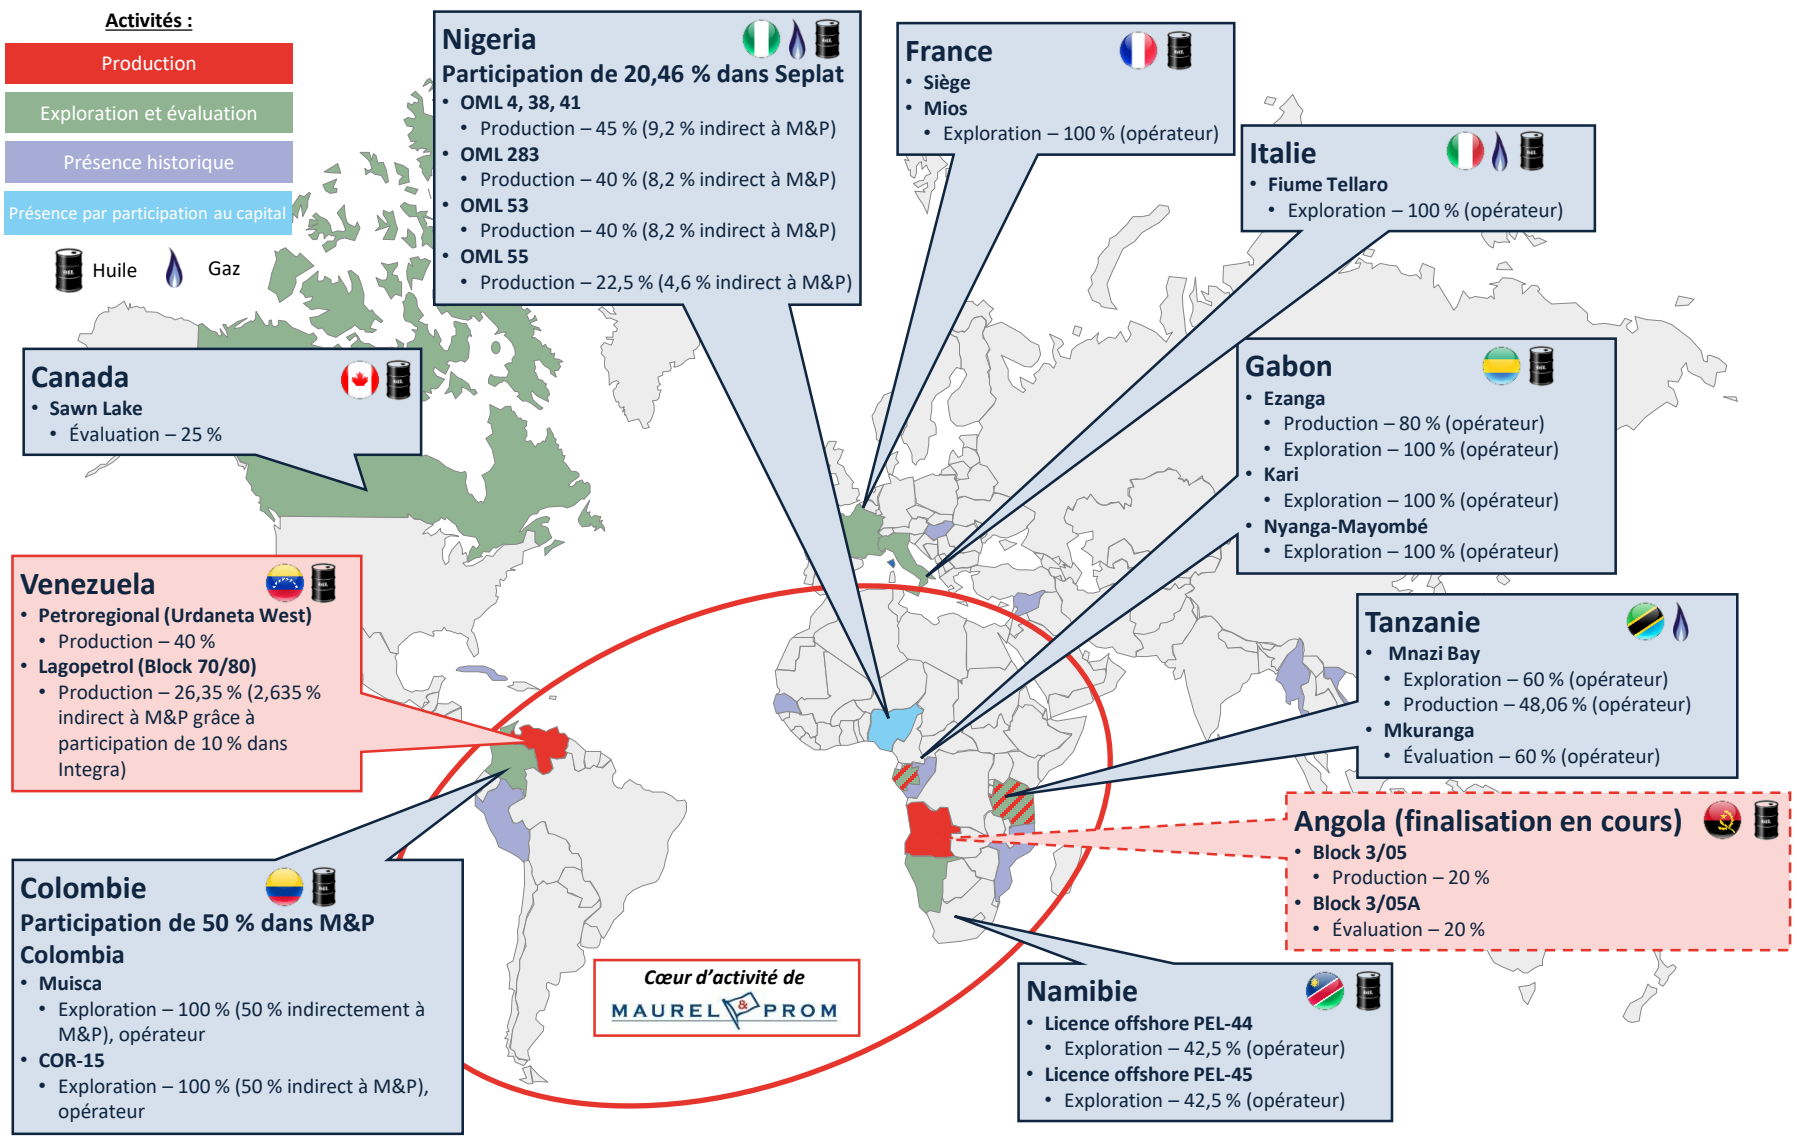 Activités :
Production
Exploration et évaluation
Présence historique
Présence par participation au capital
Huile
Gaz
Nigeria
Participation de 20,46 % dans Seplat
• OML 4, 38, 41
• Production – 45 % (9,2 % indirect à M&P)
• OML 283
• Production – 40 % (8,2 % indirect à M&P)
• OML 53
• Production – 40 % (8,2 % indirect à M&P)
• OML 55
• Production – 22,5 % (4,6 % indirect à M&P)
France
• Siège
• Mios
• Exploration – 100 % (opérateur)
Italie
• Fiume Tellaro
• Exploration – 100 % (opérateur)
Canada
• Sawn Lake
• Évaluation – 25 %
Gabon
• Ezanga
• Production – 80 % (opérateur)
• Exploration – 100 % (opérateur)
• Kari
• Exploration – 100 % (opérateur)
• Nyanga-Mayombé
• Exploration – 100 % (opérateur)
Venezuela
• Petroregional (Urdaneta West)
• Production – 40 %
• Lagopetrol (Block 70/80)
• Production – 26,35 % (2,635 %
indirect à M&P grâce à
participation de 10 % dans
Integra)
Tanzanie
• Mnazi Bay
• Exploration – 60 % (opérateur)
• Production – 48,06 % (opérateur)
• Mkuranga
• Évaluation – 60 % (opérateur)
Angola (finalisation en cours)
• Block 3/05
• Production – 20 %
• Block 3/05A
• Évaluation – 20 %
Colombie
Participation de 50 % dans M&P
Colombia
• Muisca
• Exploration – 100 % (50 % indirectement à
M&P), opérateur
• COR-15
• Exploration – 100 % (50 % indirect à M&P),
opérateur
Cœur d'activité de
MAUREL & PROM
Namibie
• Licence offshore PEL-44
• Exploration – 42,5 % (opérateur)
• Licence offshore PEL-45
• Exploration – 42,5 % (opérateur)